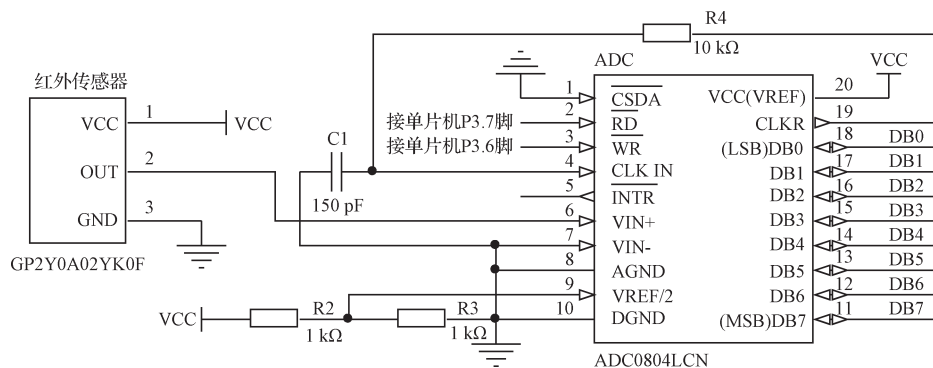 R4
10 kΩ
ADC
VCC
红外传感器
VCC
1
VCC
OUT
2
GND
3
GP2Y0A02YK0F
C1
150 pF
接单片机P3.7脚
接单片机P3.6脚
1
CSDA
2
RD
3
WR
4
CLK IN
5
INTR
6
VIN+
7
VIN-
8
AGND
9
VREF/2
10
DGND
VCC(VREF)
20
CLKR
19
(LSB)DB0
18
DB0
DB1
17
DB1
DB2
16
DB2
DB3
15
DB3
DB4
14
DB4
DB5
13
DB5
DB6
12
DB6
(MSB)DB7
11
DB7
VCC
R2
1 kΩ
R3
1 kΩ
ADC0804LCN